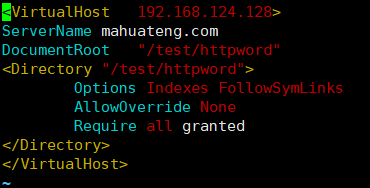 <VirtualHost   192.168.124.128>
ServerName mahuateng.com
DocumentRoot   "/test/httpword"
<Directory "/test/httpword">
        Options Indexes FollowSymLinks
        AllowOverride None
        Require all granted
</Directory>
</VirtualHost>
~